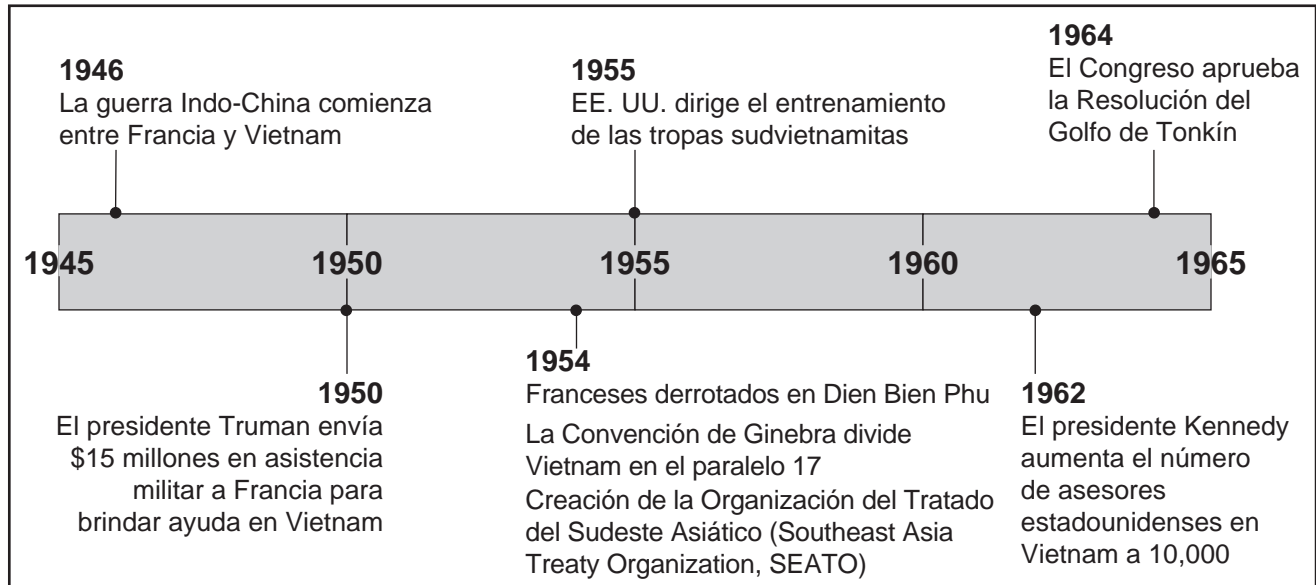 1946
La guerra Indo-China comienza
entre Francia y Vietnam
1955
EE. UU. dirige el entrenamiento
de las tropas sudvietnamitas
1964
El Congreso aprueba
la Resolución del
Golfo de Tonkín
1945
1950
1955
1960
1965
1950
El presidente Truman envía
$15 millones en asistencia
militar a Francia para
brindar ayuda en Vietnam
1954
Franceses derrotados en Dien Bien Phu
La Convención de Ginebra divide
Vietnam en el paralelo 17
Creación de la Organización del Tratado
del Sudeste Asiático (Southeast Asia
Treaty Organization, SEATO)
1962
El presidente Kennedy
aumenta el número
de asesores
estadounidenses en
Vietnam a 10,000